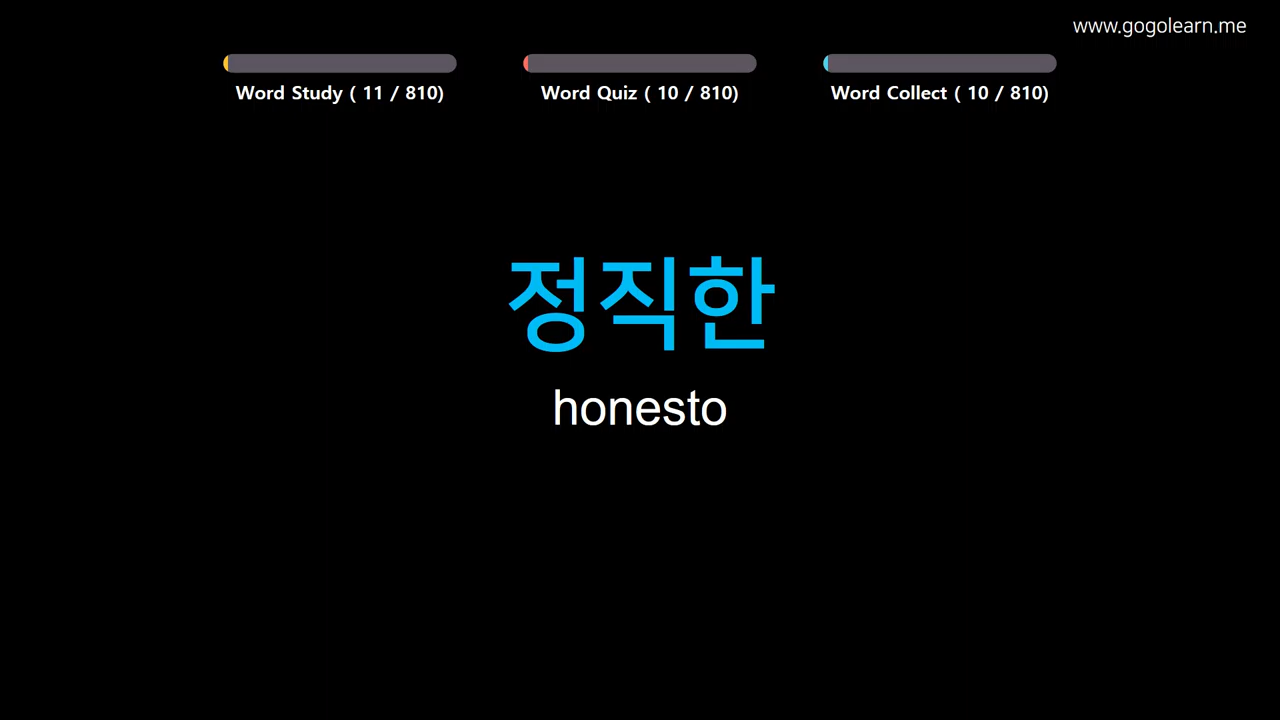 www.gogolearn.me
Word Study ( 11 / 810)
Word Quiz ( 10 / 810)
Word Collect ( 10 / 810)
정직한
honesto